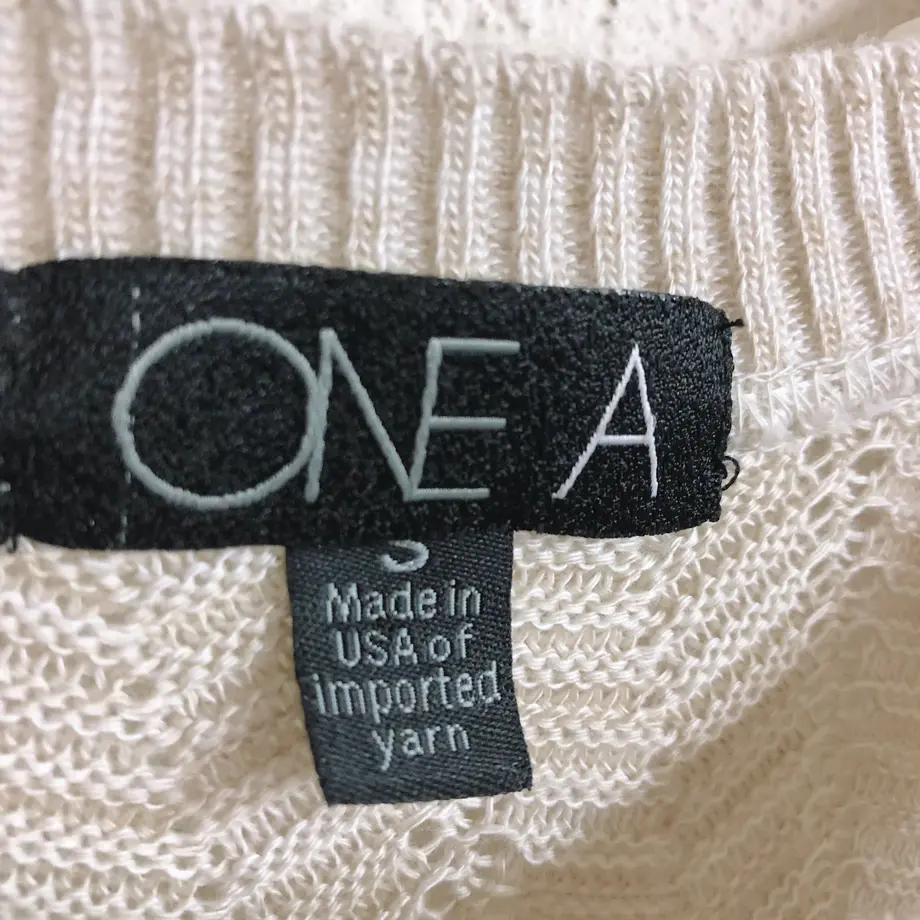 ONE A
S
Made in
USA of
imported
yarn